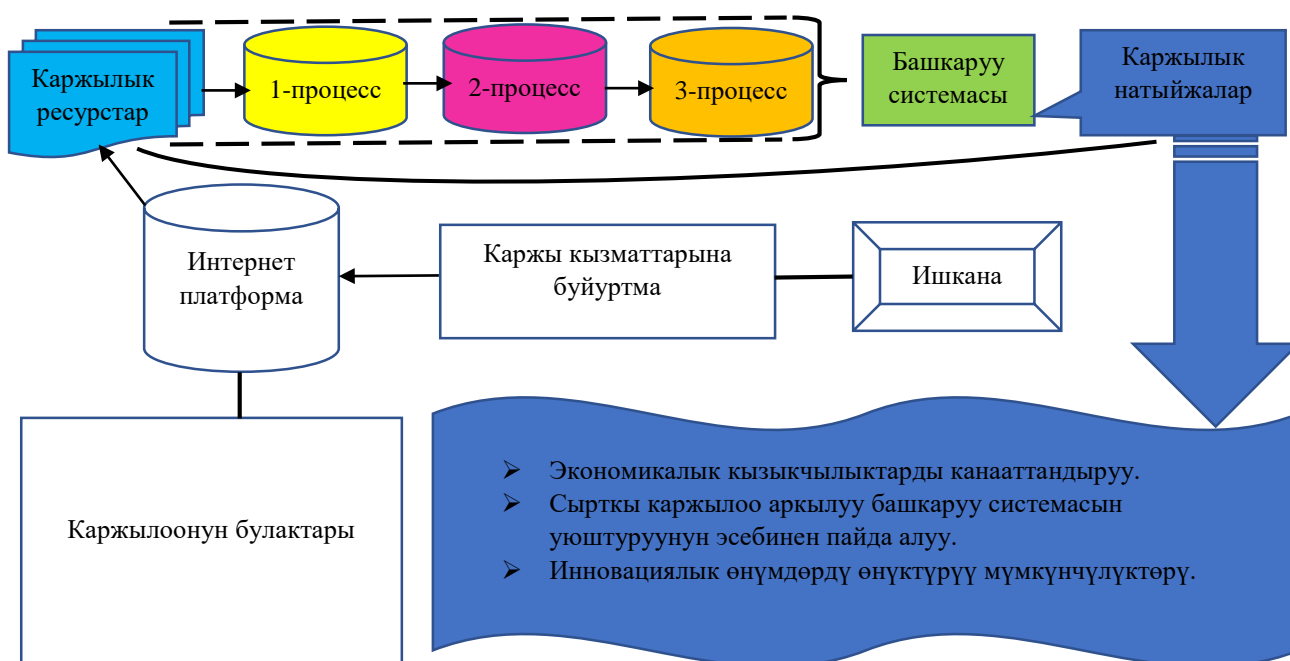 Каржылык
ресурстар
1-процесс
2-процесс
3-процесс
Башкаруу
системасы
Каржылык
натыйжалар
Интернет
платформа
Каржы кызматтарына
буйуртма
Ишкана
Каржылоонун булактары
➢ Экономикалык кызыкчылыктарды канааттандыруу.
➢ Сырткы каржылоо аркылуу башкаруу системасын
уюштуруунун эсебинен пайда алуу.
➢ Инновациялык өнүмдөрдү өнүктүрүү мүмкүнчүлүктөрү.